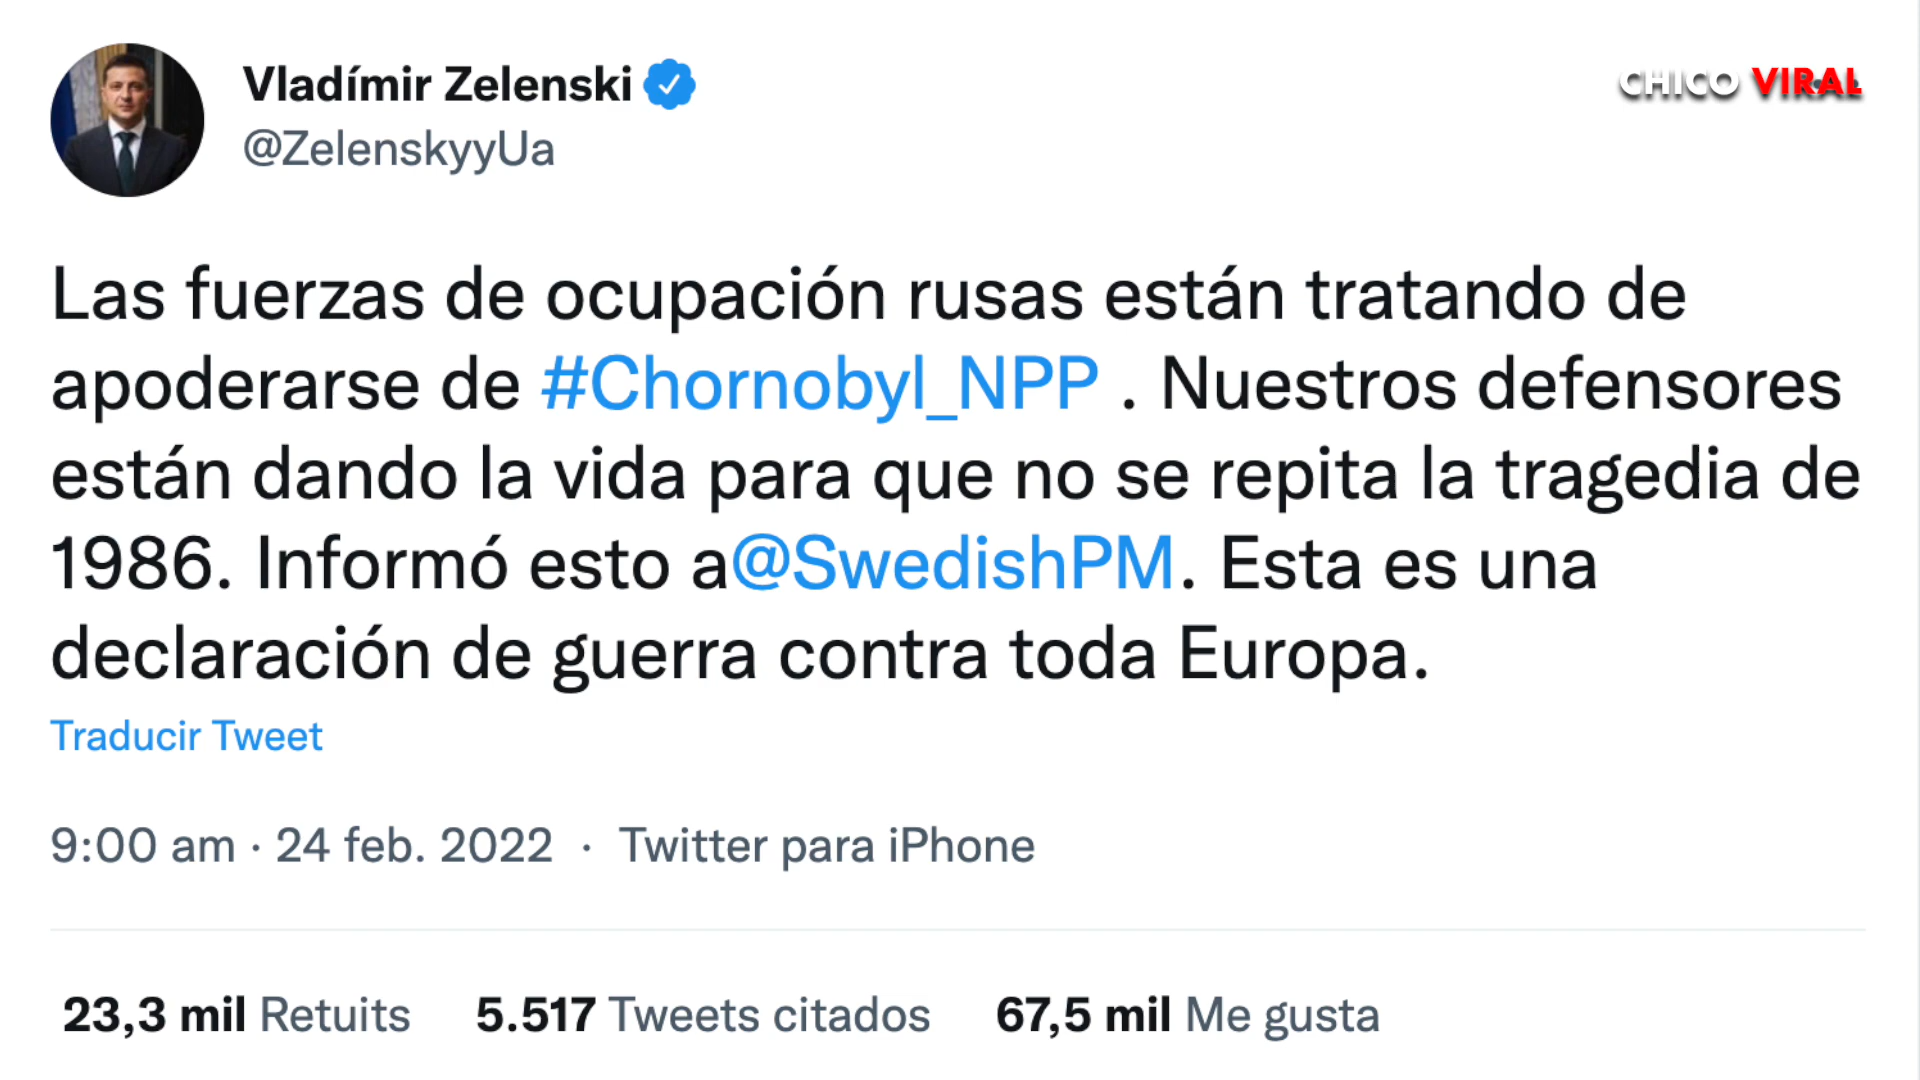 Vladímir Zelenski
CHICO VIRAL
@ZelenskyyUa
Las fuerzas de ocupación rusas están tratando de
apoderarse de #Chornobyl_NPP . Nuestros defensores
están dando la vida para que no se repita la tragedia de
1986. Informó esto a@SwedishPM. Esta es una
declaración de guerra contra toda Europa.
Traducir Tweet
9:00 am · 24 feb. 2022 · Twitter para iPhone
23,3 mil Retuits 5.517 Tweets citados 67,5 mil Me gusta